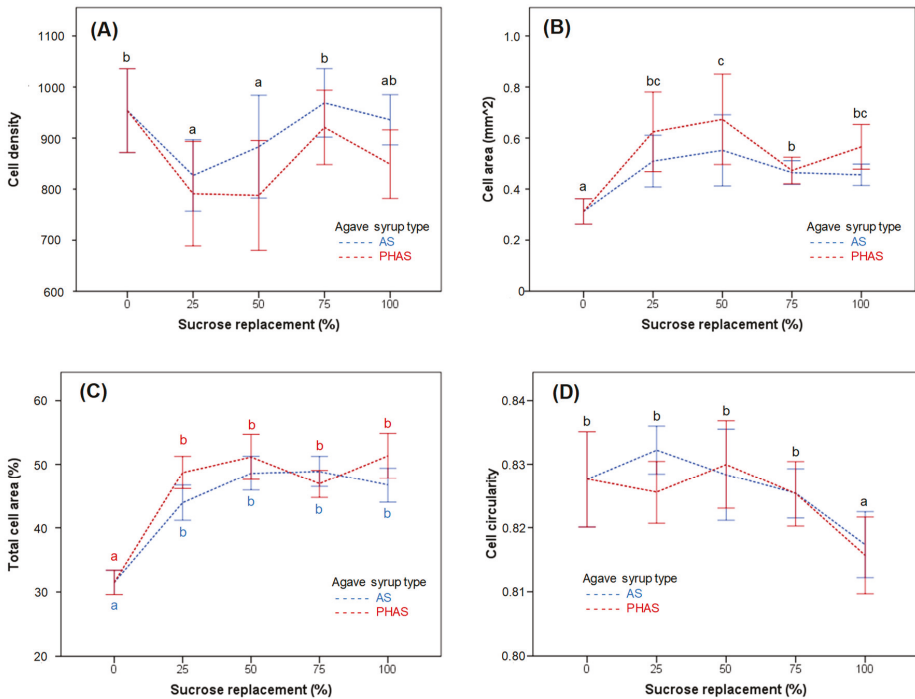 (A)
Cell density
1100
1000
900
800
700
600
b
a
a
b
ab
Agave syrup type
AS
PHAS
0 25 50 75 100
Sucrose replacement (%)
(B)
Cell area (mm^2)
1.0
0.8
0.6
0.4
0.2
0
a
bc
c
b
bc
Agave syrup type
AS
PHAS
0 25 50 75 100
Sucrose replacement (%)
(C)
Total cell area (%)
60
50
40
30
20
a
b
b
b
b
a
b
b
b
b
Agave syrup type
AS
PHAS
0 25 50 75 100
Sucrose replacement (%)
(D)
Cell circularity
0.84
0.83
0.82
0.81
0.80
b
b
b
b
a
Agave syrup type
AS
PHAS
0 25 50 75 100
Sucrose replacement (%)